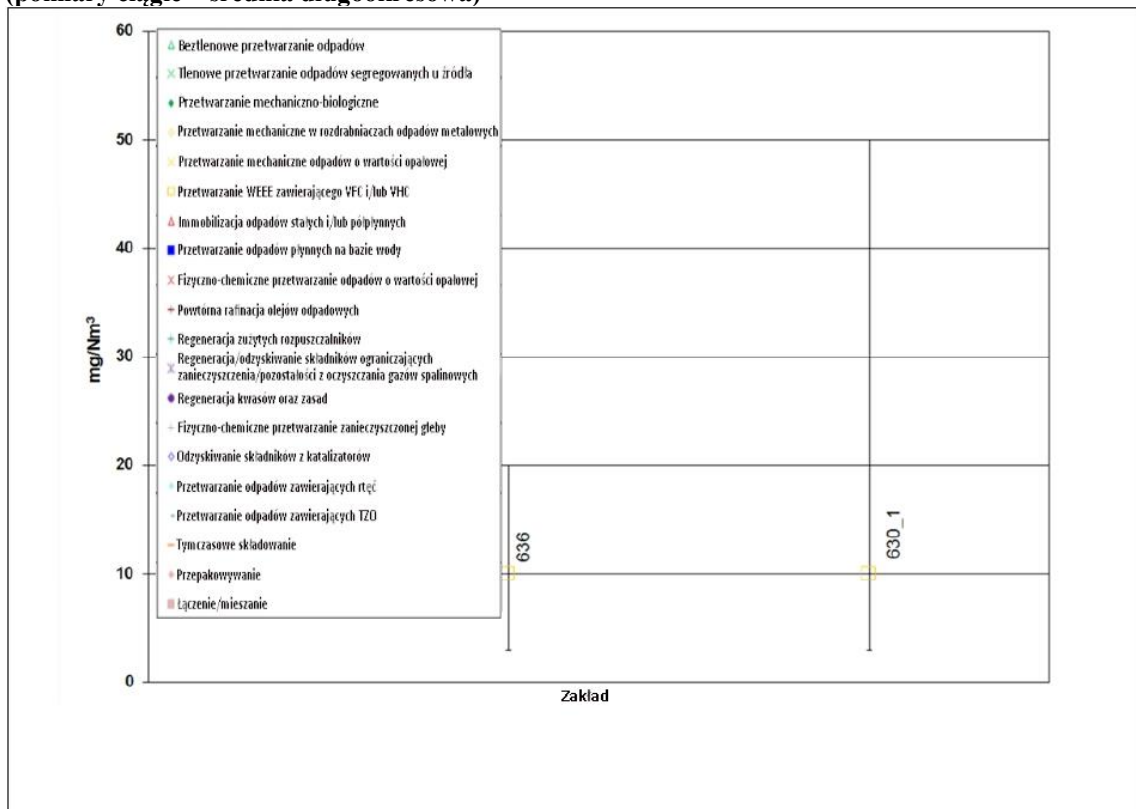 (pomiary ciągłe – średnia długookresowa)
60
50
40
30
20
10
0
mg/Nm³
Beztlenowe przetwarzanie odpadów
Tlenowe przetwarzanie odpadów segregowanych u źródła
Przetwarzanie mechaniczno-biologiczne
Przetwarzanie mechaniczne w rozdrabniaczach odpadów metalowych
Przetwarzanie mechaniczne odpadów o wartości opałowej
Przetwarzanie WEEE zawierającego VFC i/lub VHC
Immobilizacja odpadów stałych i/lub półpłynnych
Przetwarzanie odpadów płynnych na bazie wody
Fizyczno-chemiczne przetwarzanie odpadów o wartości opałowej
Powtórna rafinacja olejów odpadowych
Regeneracja zużytych rozpuszczalników
Regeneracja/odzyskiwanie składników ograniczających
zanieczyszczenia/pozostałości z oczyszczania gazów spalinowych
Regeneracja kwasów oraz zasad
Fizyczno-chemiczne przetwarzanie zanieczyszczonej gleby
Odzyskiwanie składników z katalizatorów
Przetwarzanie odpadów zawierających rtęć
Przetwarzanie odpadów zawierających TZO
Tymczasowe składowanie
Przepakowywanie
Łączenie/mieszanie
636
630_1
Zakład